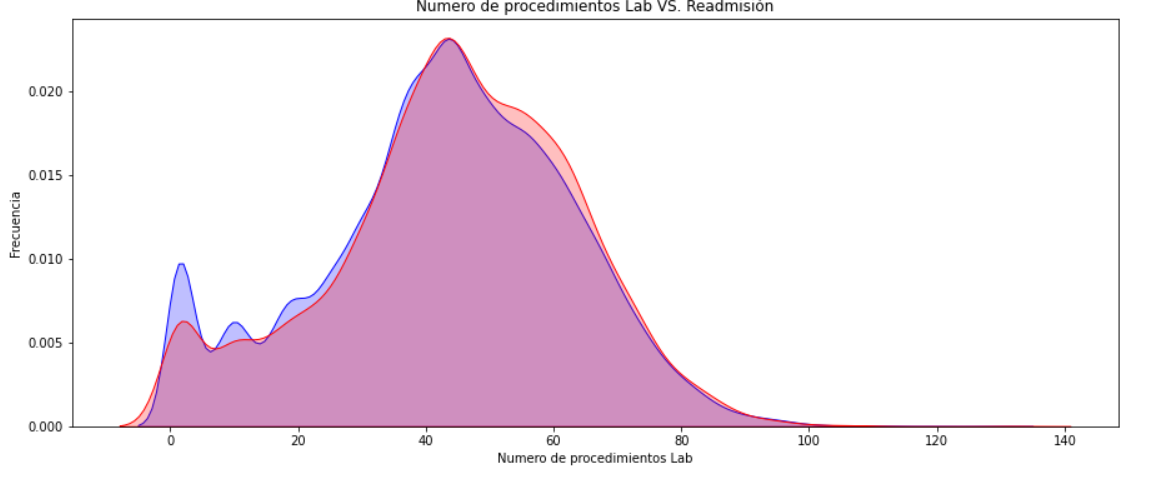 Numero de procedimientos Lab VS. Readmisión
0.020
0.015
0.010
0.005
0.000
Frecuencia
0 20 40 60 80 100 120 140
Numero de procedimientos Lab